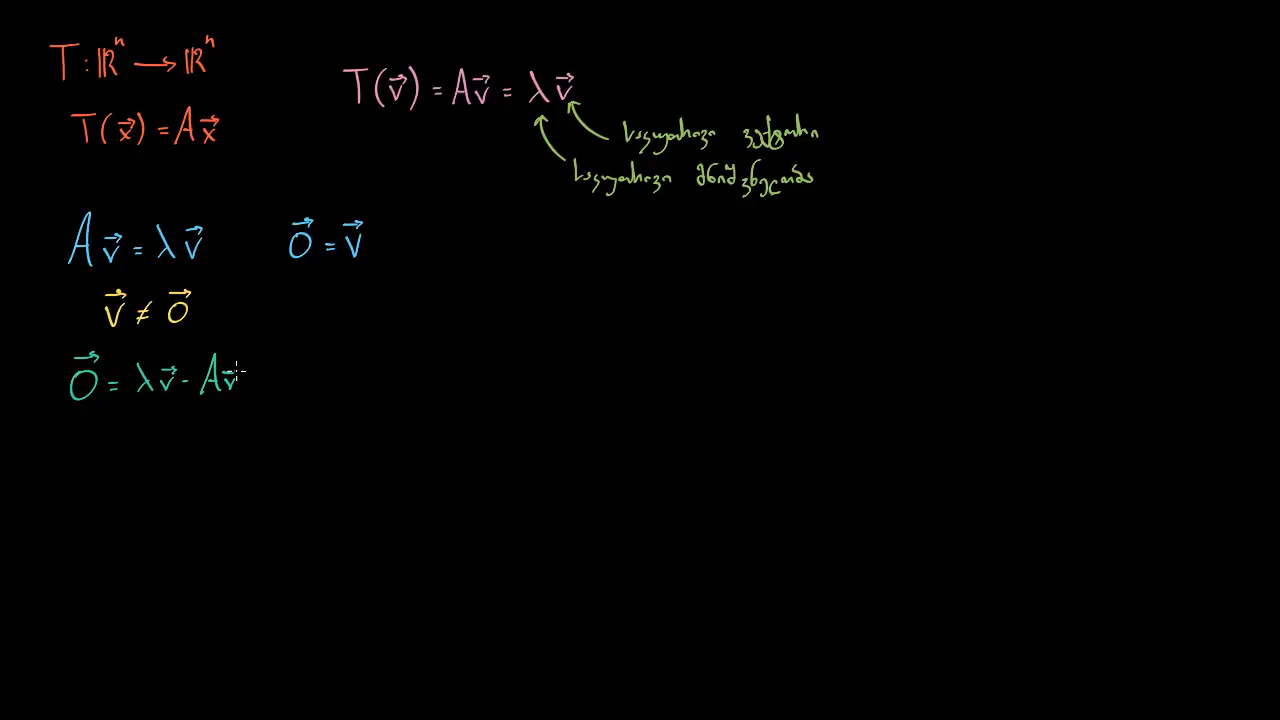 T : ℝⁿ → ℝⁿ
T(x⃗) = Ax⃗
T(v⃗) = Av⃗ = λv⃗
საკუთრივი ვექტორი
საკუთრივი მნიშვნელობა
Av⃗ = λv⃗
0⃗ = v⃗
v⃗ ≠ 0⃗
0⃗ = λv⃗ - Av⃗